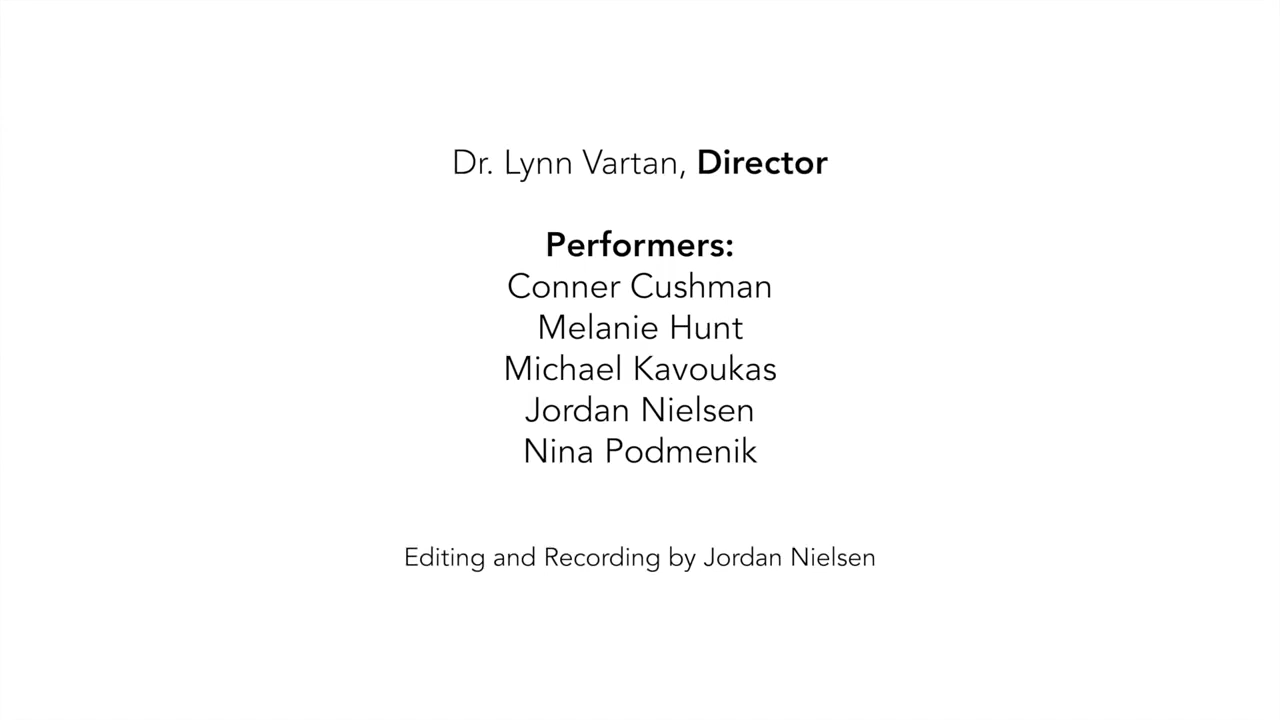 Dr. Lynn Vartan, Director
Performers:
Conner Cushman
Melanie Hunt
Michael Kavoukas
Jordan Nielsen
Nina Podmenik
Editing and Recording by Jordan Nielsen